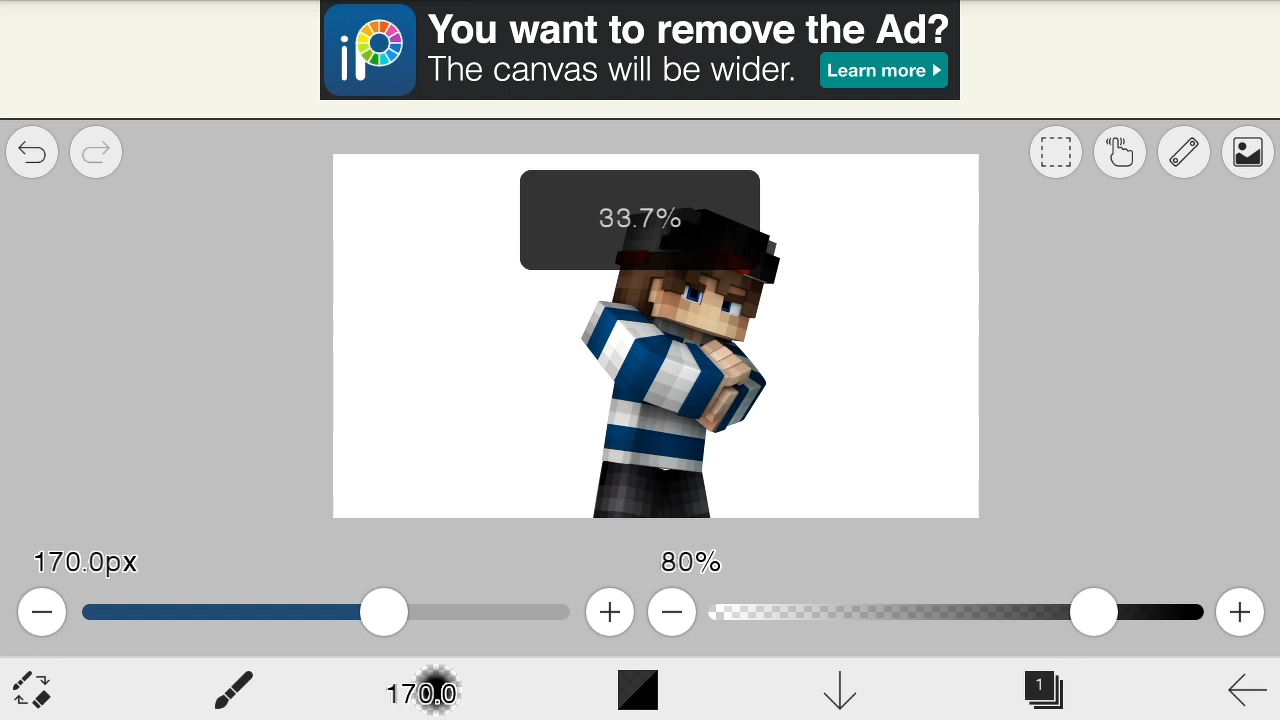 iP
You want to remove the Ad?
The canvas will be wider.
Learn more
33.7%
170.0px
80%
170.0
1